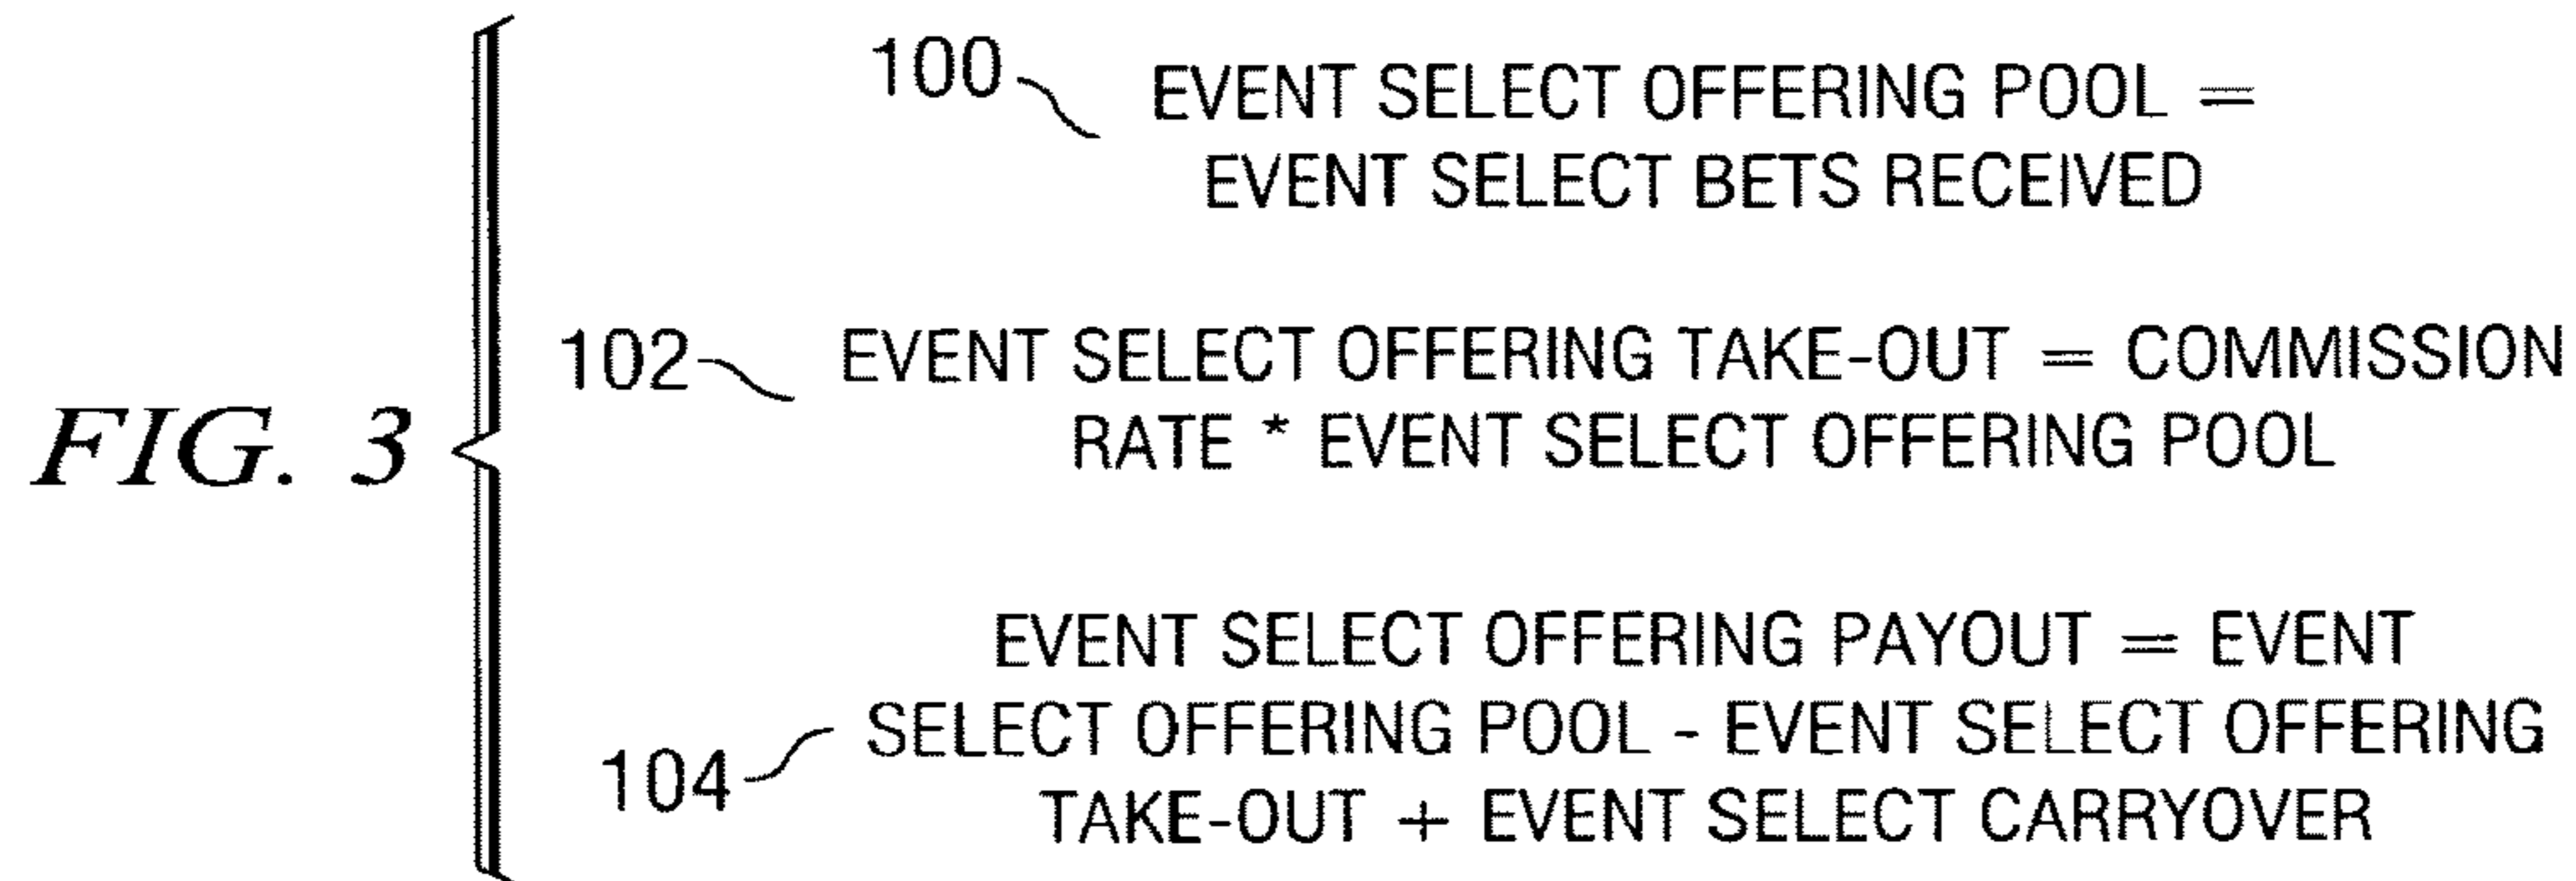 100
EVENT SELECT OFFERING POOL =
EVENT SELECT BETS RECEIVED
102
EVENT SELECT OFFERING TAKE-OUT = COMMISSION
RATE * EVENT SELECT OFFERING POOL
FIG. 3
EVENT SELECT OFFERING PAYOUT = EVENT
SELECT OFFERING POOL - EVENT SELECT OFFERING
104
TAKE-OUT + EVENT SELECT CARRYOVER